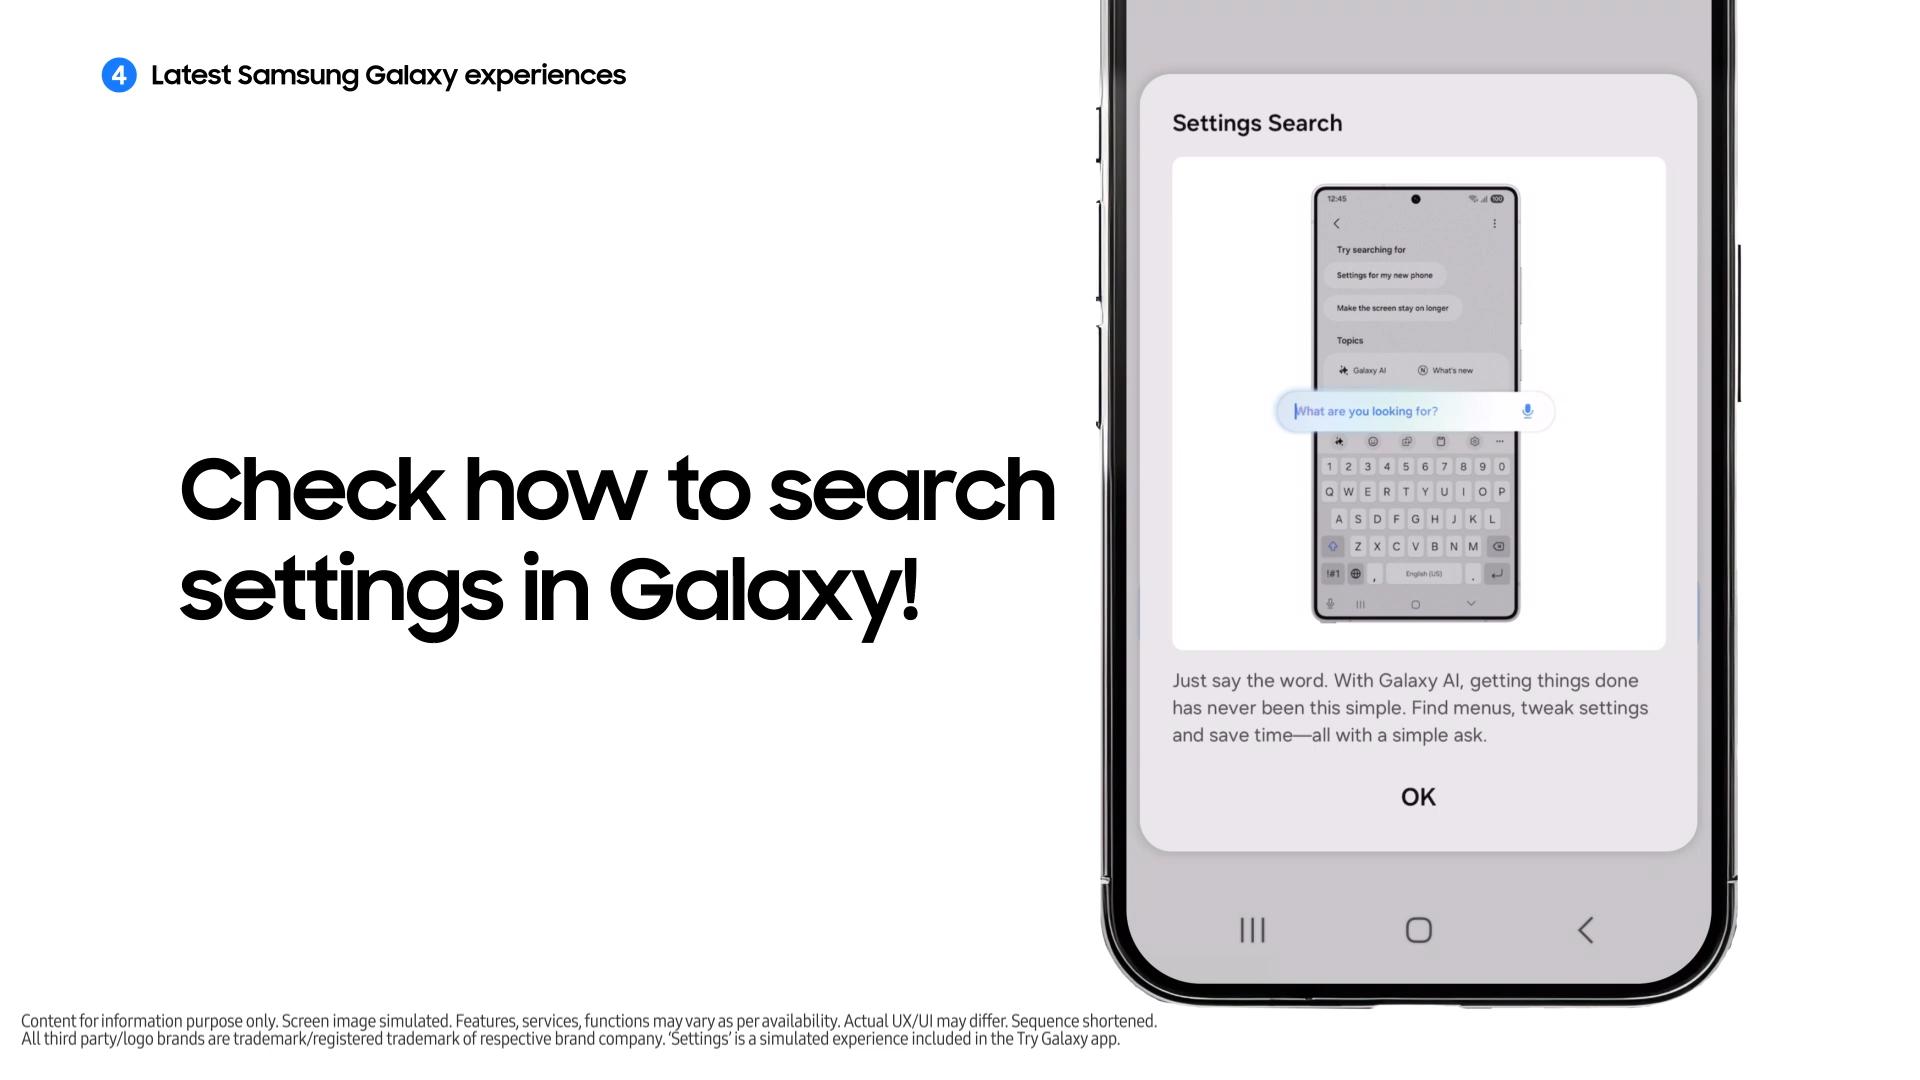 4 Latest Samsung Galaxy experiences
Check how to search
settings in Galaxy!
Settings Search
12:45 100
Try searching for
Settings for my new phone
Make the screen stay on longer
Topics
Galaxy AI N What's new
What are you looking for?
1 2 3 4 5 6 7 8 9 0
Q W E R T Y U I O P
A S D F G H J K L
Z X C V B N M
!#1 , English (US) .
Just say the word. With Galaxy AI, getting things done
has never been this simple. Find menus, tweak settings
and save time—all with a simple ask.
OK
Content for information purpose only. Screen image simulated. Features, services, functions may vary as per availability. Actual UX/UI may differ. Sequence shortened.
All third party/logo brands are trademark/registered trademark of respective brand company. ‘Settings’ is a simulated experience included in the Try Galaxy app.